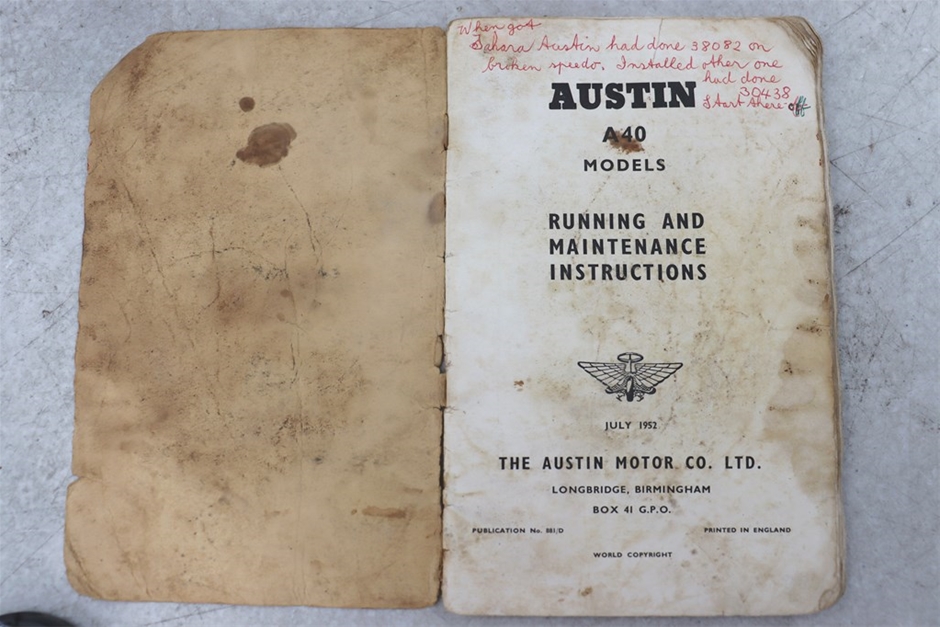 When got
Sahara Austin had done 38082 on
broken speedo. Installed other one
had done
30438
Start there off
AUSTIN
A40
MODELS
RUNNING AND
MAINTENANCE
INSTRUCTIONS
JULY 1952
THE AUSTIN MOTOR CO. LTD.
LONGBRIDGE, BIRMINGHAM
BOX 41 G.P.O.
PUBLICATION No. 881/D PRINTED IN ENGLAND
WORLD COPYRIGHT